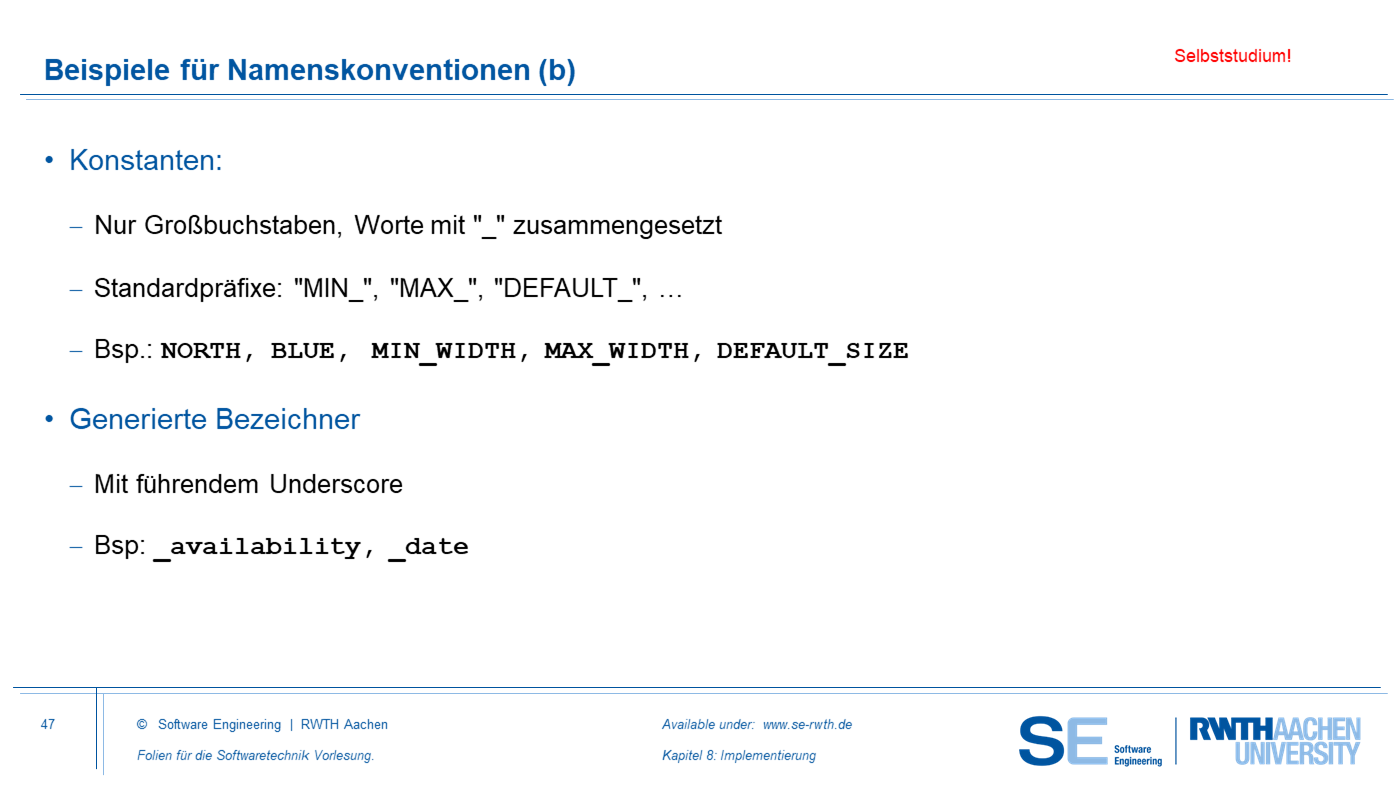 Beispiele für Namenskonventionen (b)
Selbststudium!
• Konstanten:
– Nur Großbuchstaben, Worte mit "_" zusammengesetzt
– Standardpräfixe: "MIN_", "MAX_", "DEFAULT_", …
– Bsp.: NORTH, BLUE, MIN_WIDTH, MAX_WIDTH, DEFAULT_SIZE
• Generierte Bezeichner
– Mit führendem Underscore
– Bsp: _availability, _date
47
© Software Engineering | RWTH Aachen
Folien für die Softwaretechnik Vorlesung.
Available under: www.se-rwth.de
Kapitel 8: Implementierung
SE Software
Engineering
RWTHAACHEN
UNIVERSITY